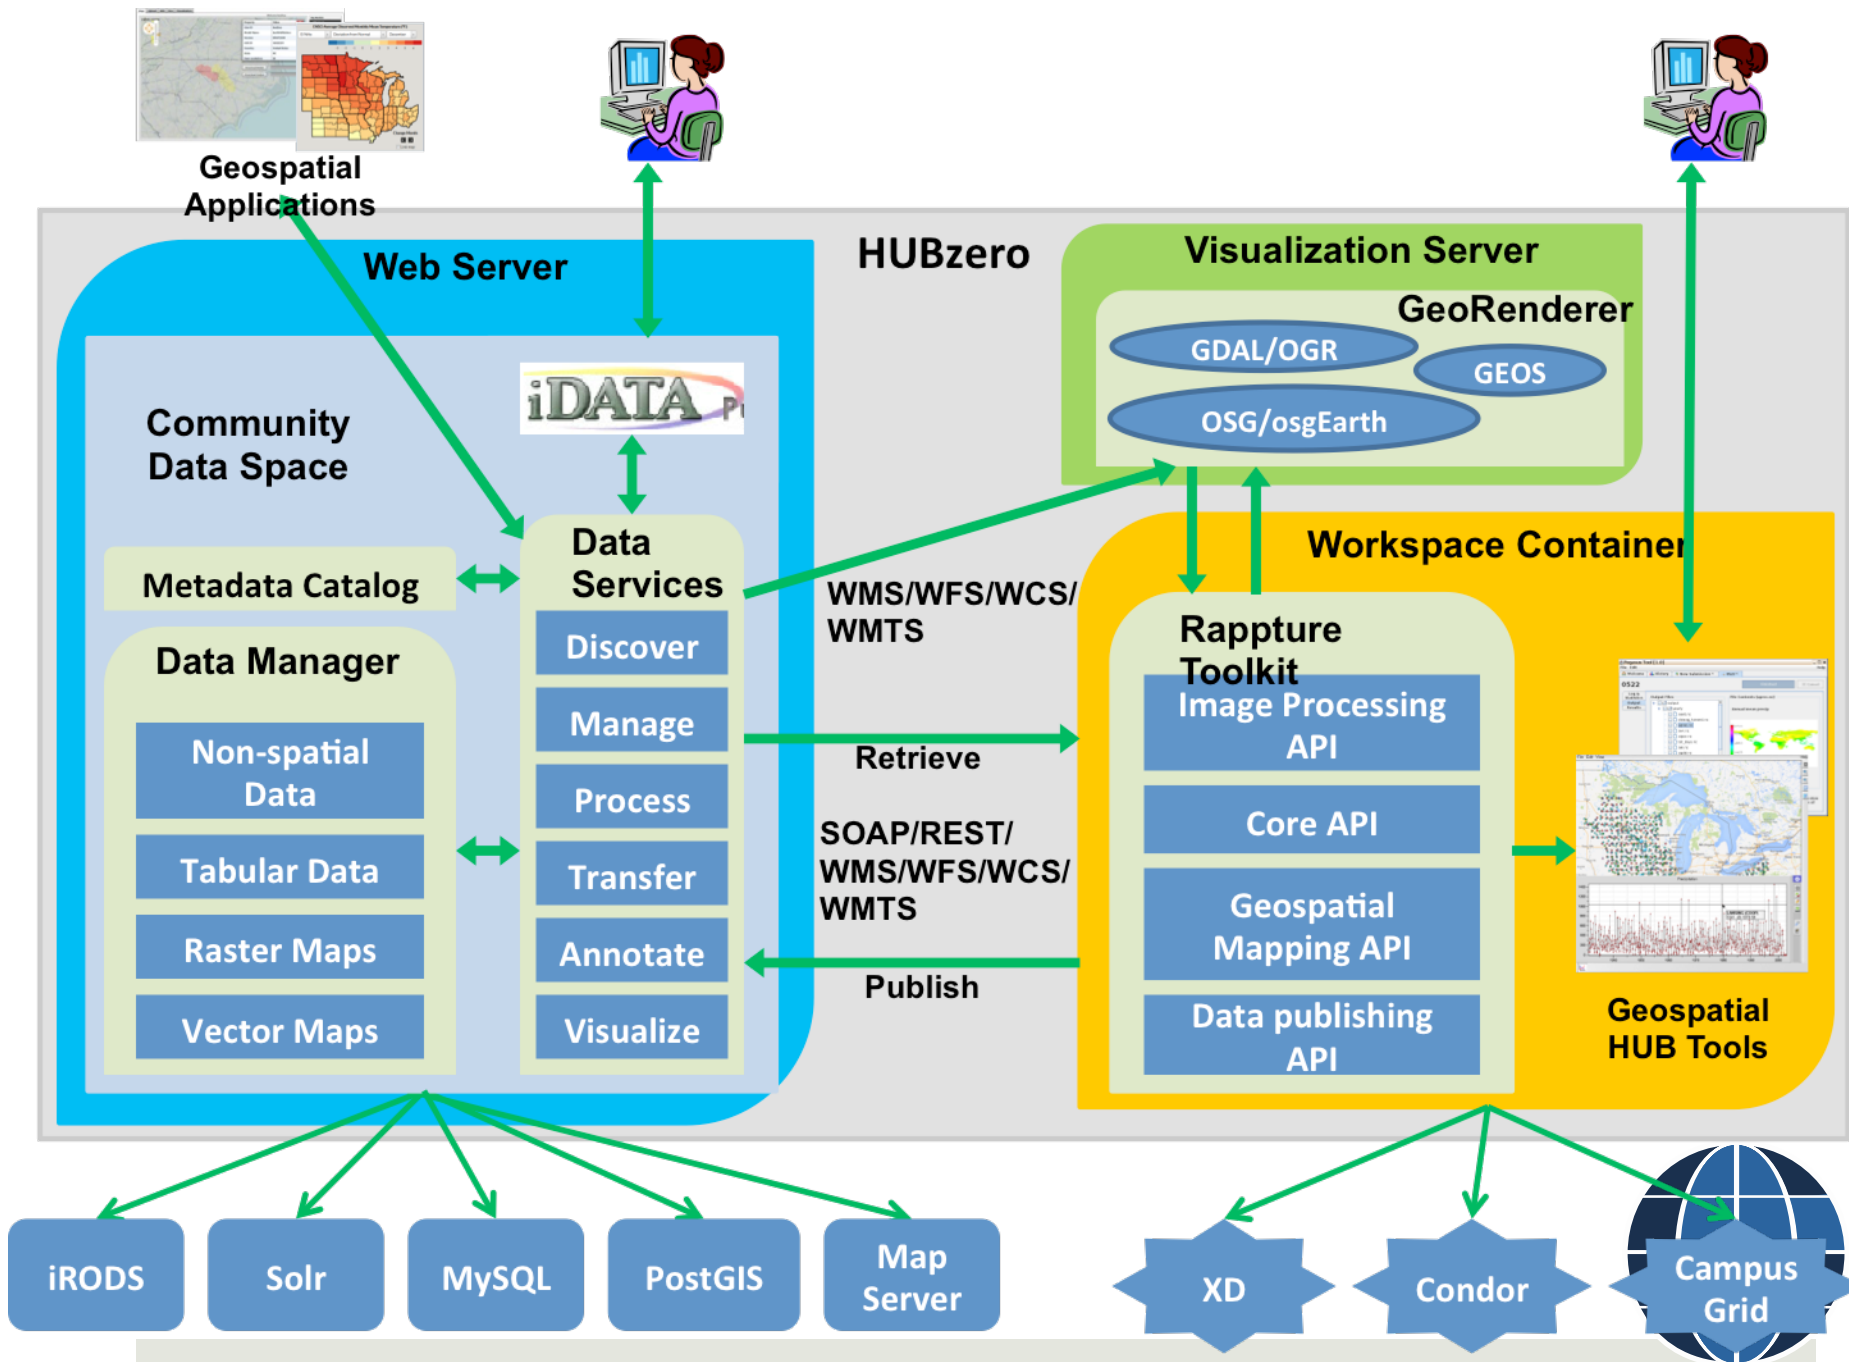 Geospatial
Applications
HUBzero
Web Server
Community
Data Space
iDATA
Metadata Catalog
Data Manager
Non-spatial
Data
Tabular Data
Raster Maps
Vector Maps
Data
Services
Discover
Manage
Process
Transfer
Annotate
Visualize
WMS/WFS/WCS/
WMTS
Retrieve
SOAP/REST/
WMS/WFS/WCS/
WMTS
Publish
Visualization Server
GeoRenderer
GDAL/OGR
GEOS
OSG/osgEarth
Workspace Container
Rappture
Toolkit
Image Processing
API
Core API
Geospatial
Mapping API
Data publishing
API
0522
Geospatial
HUB Tools
iRODS
Solr
MySQL
PostGIS
Map
Server
XD
Condor
Campus
Grid